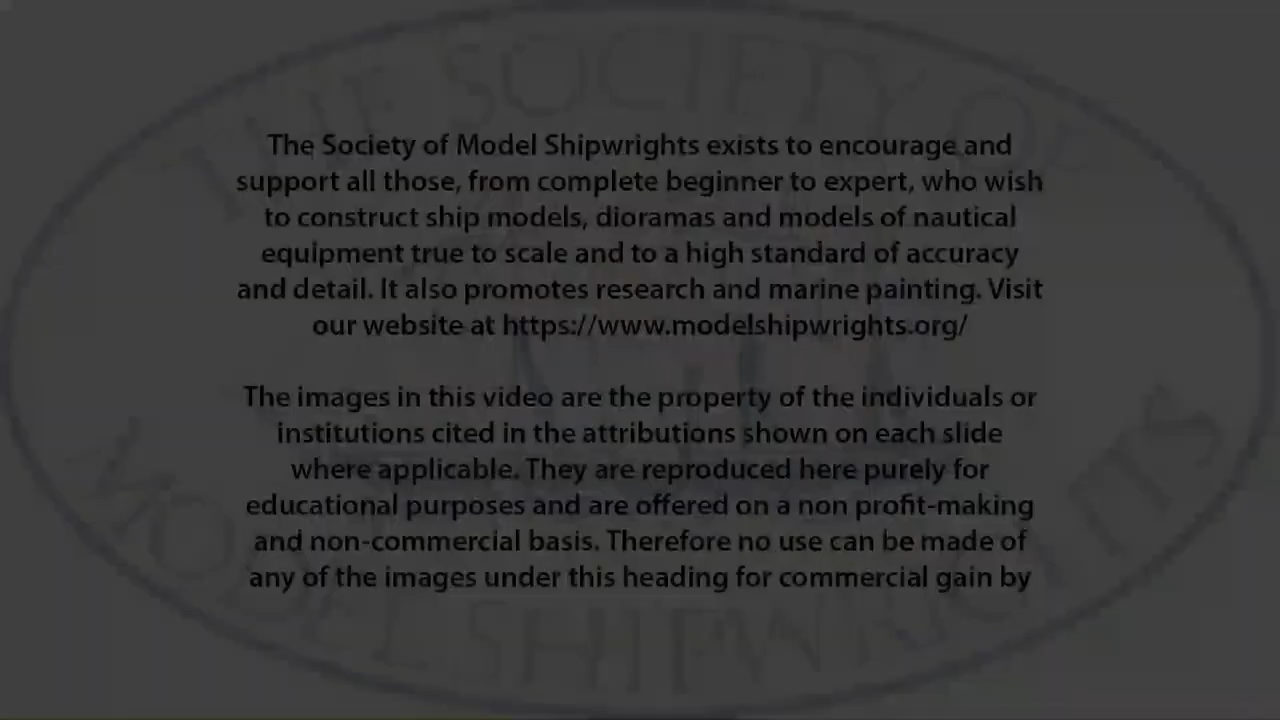 THE SOCIETY OF
The Society of Model Shipwrights exists to encourage and
support all those, from complete beginner to expert, who wish
to construct ship models, dioramas and models of nautical
equipment true to scale and to a high standard of accuracy
and detail. It also promotes research and marine painting. Visit
our website at https://www.modelshipwrights.org/
The images in this video are the property of the individuals or
institutions cited in the attributions shown on each slide
where applicable. They are reproduced here purely for
educational purposes and are offered on a non profit-making
and non-commercial basis. Therefore no use can be made of
any of the images under this heading for commercial gain by
MODEL SHIPWRIGHTS